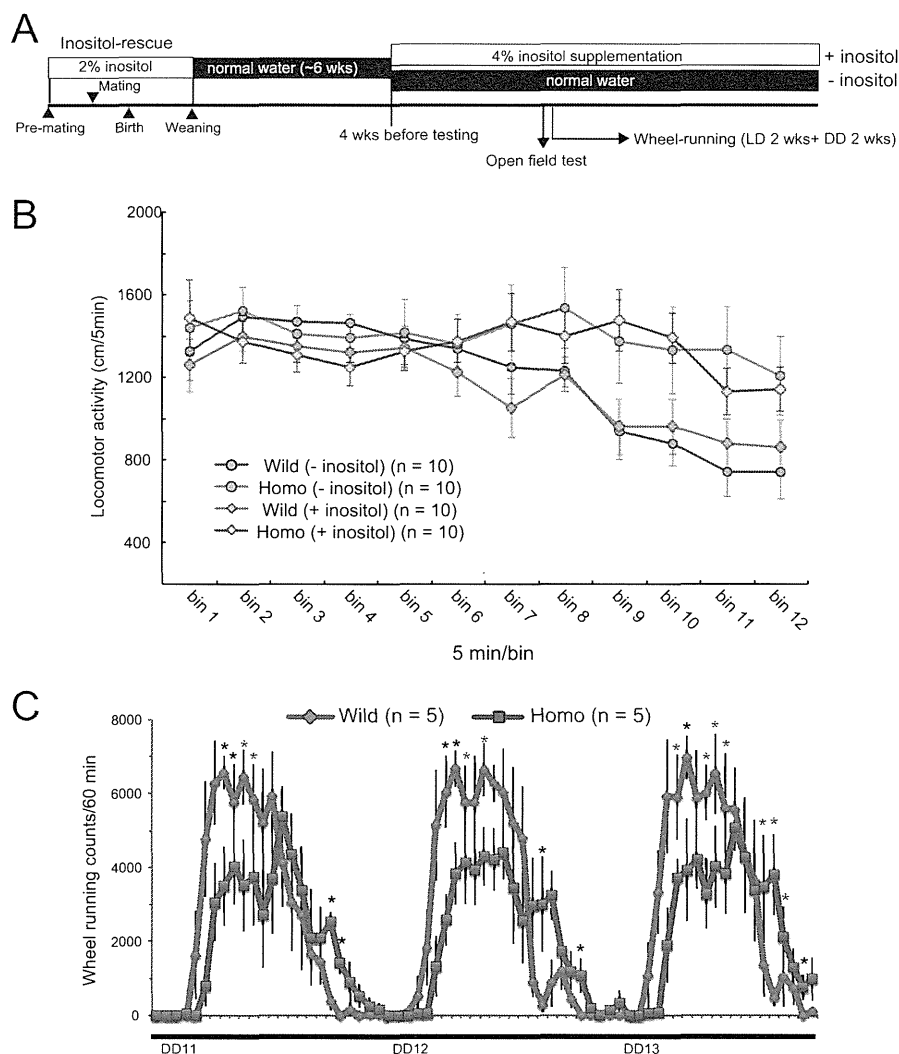 A
Inositol-rescue
2% inositol
normal water (~6 wks)
4% inositol supplementation
+ inositol
normal water
- inositol
Mating
Pre-mating
Birth
Weaning
4 wks before testing
Wheel-running (LD 2 wks+ DD 2 wks)
Open field test
B
Locomotor activity (cm/5min)
2000
1600
1200
800
400
Wild (- inositol) (n = 10)
Homo (- inositol) (n = 10)
Wild (+ inositol) (n = 10)
Homo (+ inositol) (n = 10)
bin 1
bin 2
bin 3
bin 4
bin 5
bin 6
bin 7
bin 8
bin 9
bin 10
bin 11
bin 12
5 min/bin
C
Wild (n = 5)
Homo (n = 5)
Wheel running counts/60 min
8000
6000
4000
2000
0
DD11
DD12
DD13